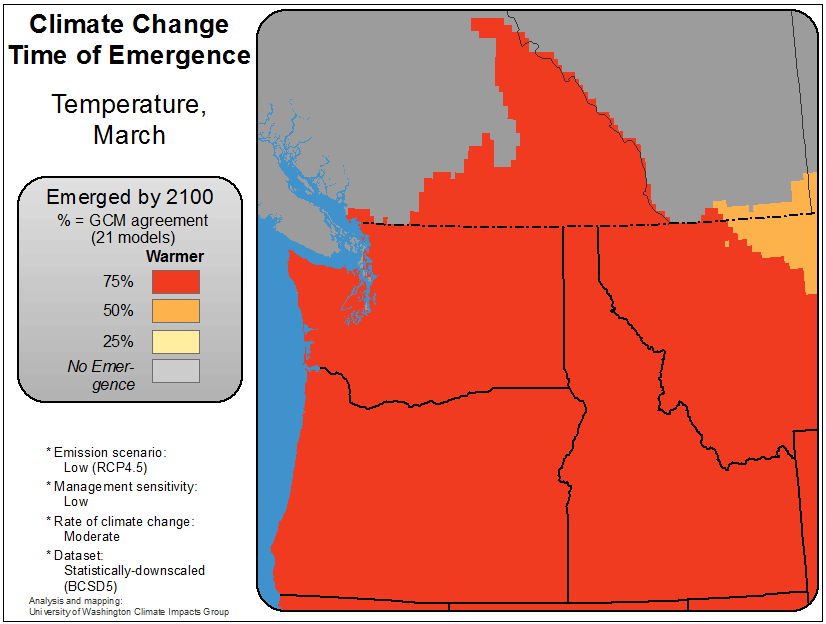 Climate Change
Time of Emergence
Temperature,
March
Emerged by 2100
% = GCM agreement
(21 models)
Warmer
75%
50%
25%
No Emer-
gence
* Emission scenario:
Low (RCP4.5)
* Management sensitivity:
Low
* Rate of climate change:
Moderate
* Dataset:
Statistically-downscaled
(BCSD5)
Analysis and mapping:
University of Washington Climate Impacts Group